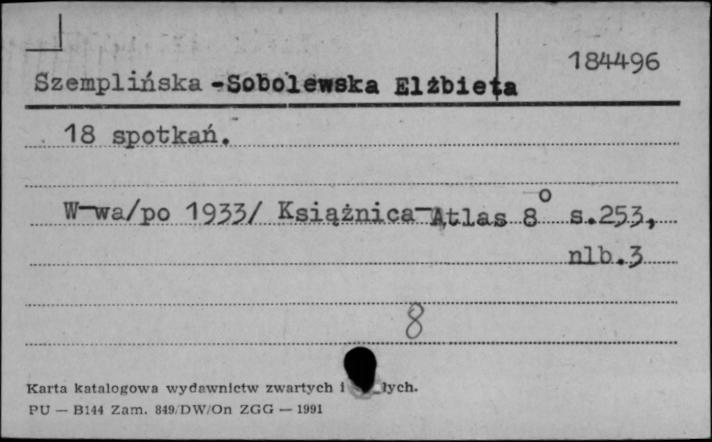 184496
Szemplińska-Sobolewska Elżbieta
18 spotkań.
W-wa/po 1933/ Książnica-Atlas 8° s.253,
nlb.3
8
Karta katalogowa wydawnictw zwartych i łych.
PU — B144 Zam. 849/DW/On ZGG — 1991